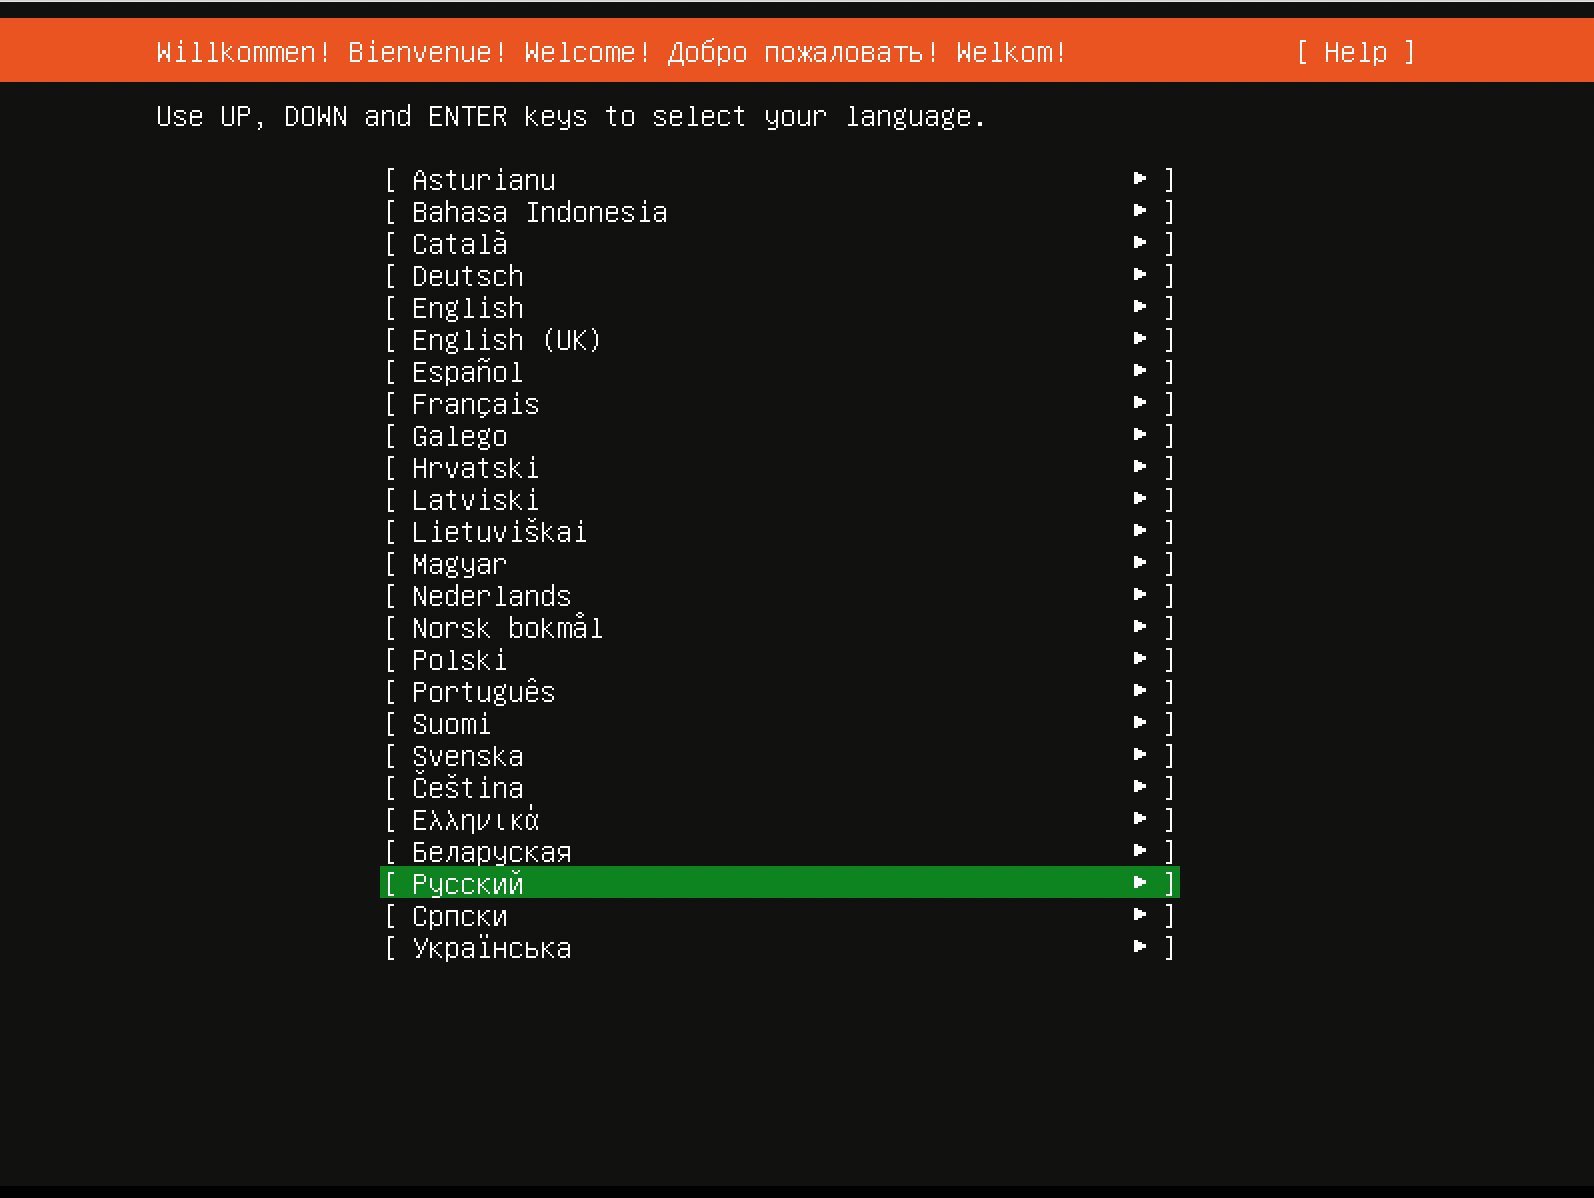 Willkommen! Bienvenue! Welcome! Добро пожаловать! Welkom! [ Help ]
Use UP, DOWN and ENTER keys to select your language.
[ Asturianu ► ]
[ Bahasa Indonesia ► ]
[ Català ► ]
[ Deutsch ► ]
[ English ► ]
[ English (UK) ► ]
[ Español ► ]
[ Français ► ]
[ Galego ► ]
[ Hrvatski ► ]
[ Latviski ► ]
[ Lietuviškai ► ]
[ Magyar ► ]
[ Nederlands ► ]
[ Norsk bokmål ► ]
[ Polski ► ]
[ Português ► ]
[ Suomi ► ]
[ Svenska ► ]
[ Čeština ► ]
[ Ελληνικά ► ]
[ Беларуская ► ]
[ Русский ► ]
[ Српски ► ]
[ Українська ► ]